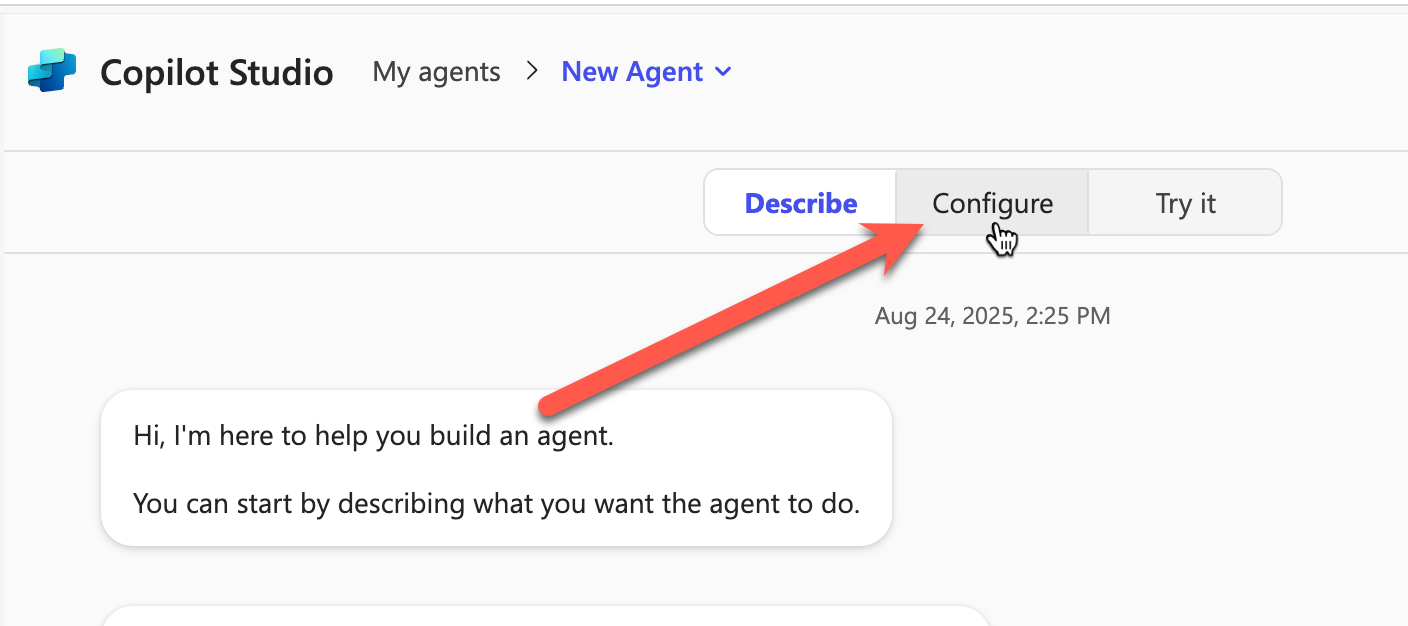 Copilot Studio My agents > New Agent
Describe Configure Try it
Aug 24, 2025, 2:25 PM
Hi, I'm here to help you build an agent.
You can start by describing what you want the agent to do.